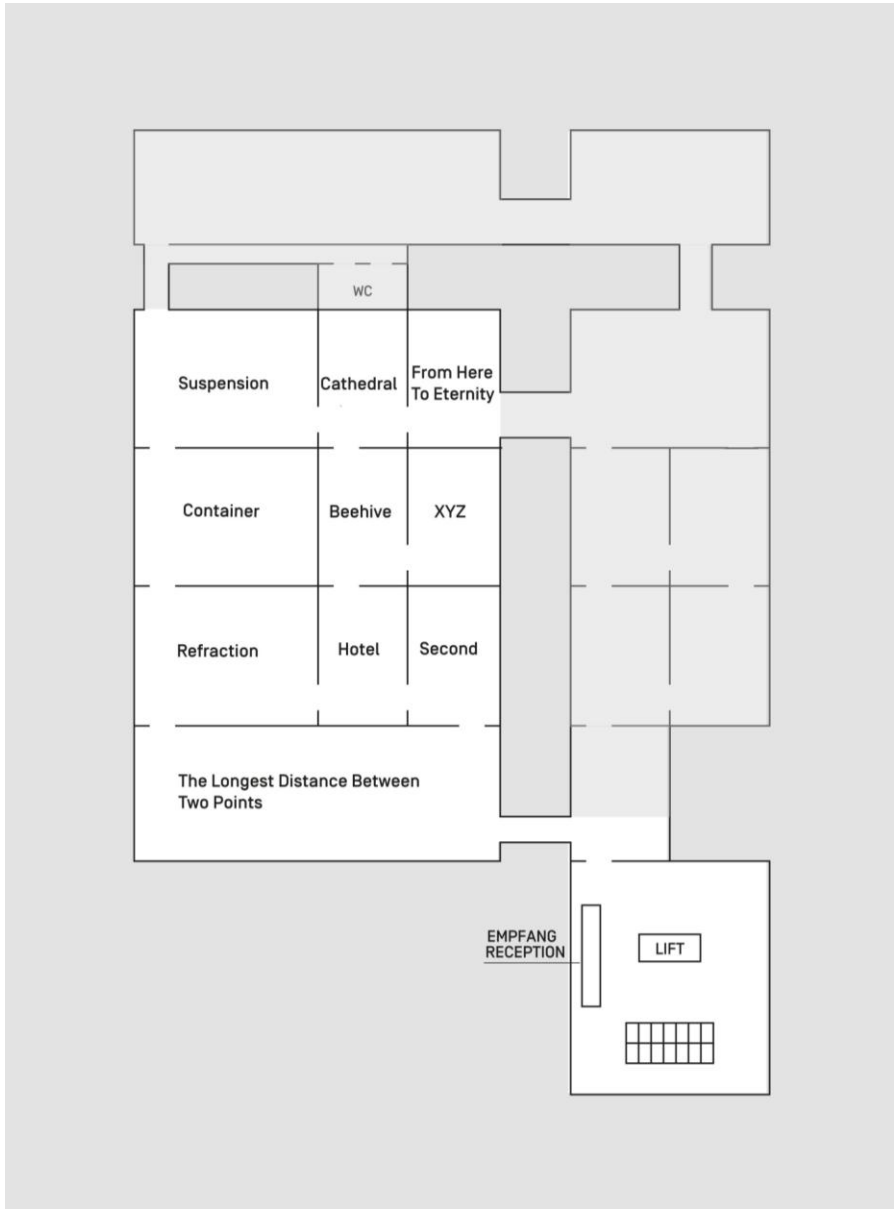 WC
Suspension
Cathedral
From Here
To Eternity
Container
Beehive
XYZ
Refraction
Hotel
Second
The Longest Distance Between
Two Points
EMPFANG
RECEPTION
LIFT